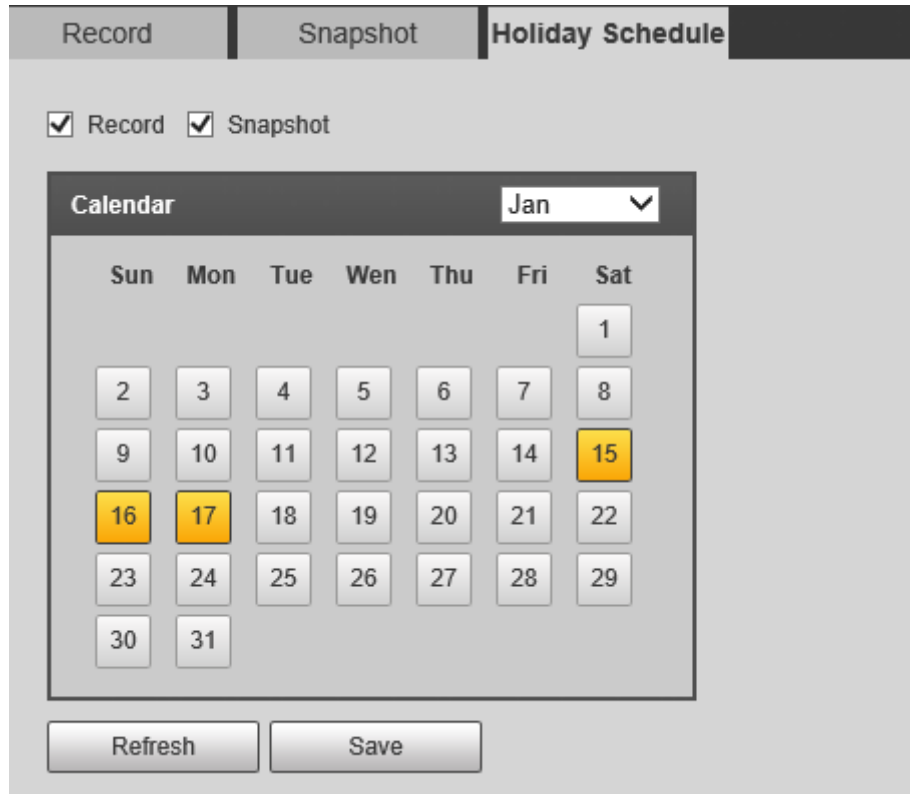 Record Snapshot Holiday Schedule
Record Snapshot
Calendar Jan
Sun Mon Tue Wen Thu Fri Sat
1
2 3 4 5 6 7 8
9 10 11 12 13 14 15
16 17 18 19 20 21 22
23 24 25 26 27 28 29
30 31
Refresh Save